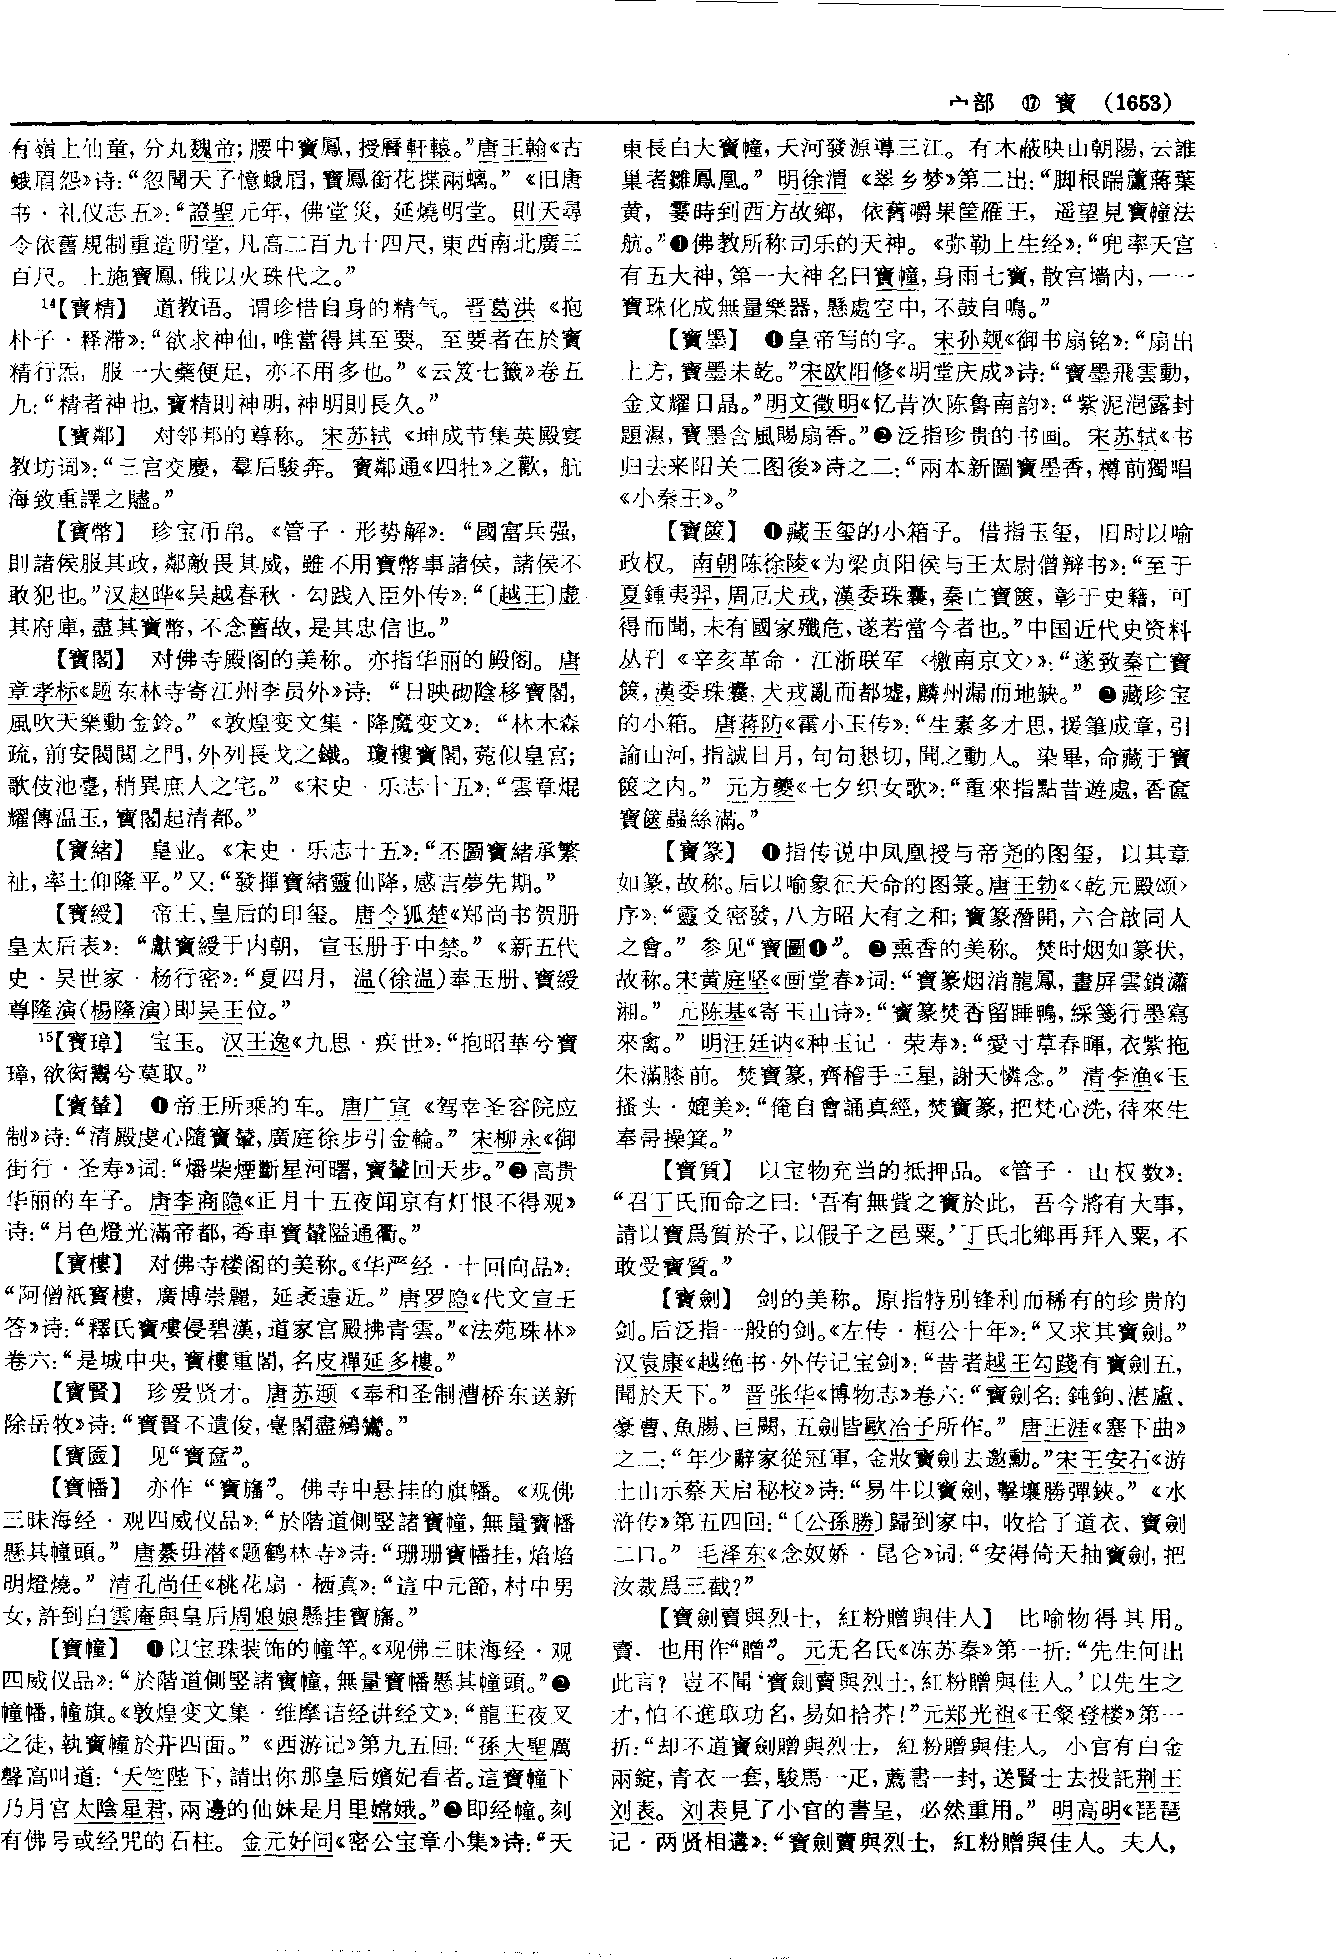 宀部 ⑰ 寶 (1653)
有嶺上仙童，分丸魏帝；腰中寶鳳，授曆軒轅。”唐王翰《古
蛾眉怨》诗：“忽聞天子憶蛾眉，寶鳳銜花揲兩螭。”《旧唐
书·礼仪志五》：“證聖元年，佛堂災，延燒明堂。則天尋
令依舊規制重造明堂，凡高二百九十四尺，東西南北廣三
百尺。上施寶鳳，俄以火珠代之。”
14【寶精】 道教语。谓珍惜自身的精气。晋葛洪《抱
朴子·释滞》：“欲求神仙，唯當得其至要。至要者在於寶
精行炁，服一大藥便足，亦不用多也。”《云笈七籤》卷五
九：“精者神也，寶精則神明，神明則長久。”
【寶鄰】 对邻邦的尊称。宋苏轼《坤成节集英殿宴
教坊词》：“三宫交慶，羣后駿奔。寶鄰通《四牡》之歡，航
海致重譯之贐。”
【寶幣】 珍宝币帛。《管子·形势解》：“國富兵强，
則諸侯服其政，鄰敵畏其威，雖不用寶幣事諸侯，諸侯不
敢犯也。”汉赵晔《吴越春秋·勾践入臣外传》：“〔越王〕虚
其府庫，盡其寶幣，不念舊故，是其忠信也。”
【寶閣】 对佛寺殿阁的美称。亦指华丽的殿阁。唐
章孝标《题东林寺寄江州李员外》诗：“日映砌陰移寶閣，
風吹天樂動金鈴。”《敦煌变文集·降魔变文》：“林木森
疏，前安閥閲之門，外列長戈之鐵。瓊樓寶閣，菀似皇宫；
歌伎池亳，稍異庶人之宅。”《宋史·乐志十五》：“雲章焜
耀傳温玉，寶閣起清都。”
【寶緒】 皇业。《宋史·乐志十五》：“丕圖寶緒承繁
祉，率土仰隆平。”又：“發揮寶緒靈仙降，感吉夢先期。”
【寶綬】 帝王、皇后的印玺。唐令狐楚《郑尚书贺册
皇太后表》：“獻寶綬于内朝，宣玉册于中禁。”《新五代
史·吴世家·杨行密》：“夏四月，温（徐温）奉玉册、寶綬
尊隆演（楊隆演）即吴王位。”
15【寶璋】 宝玉。汉王逸《九思·疾世》：“抱昭華兮寶
璋，欲衒鬻兮莫取。”
【寶輦】 ❶帝王所乘的车。唐广宣《驾幸圣容院应
制》诗：“清殿虔心隨寶輦，廣庭徐步引金輪。”宋柳永《御
街行·圣寿》词：“燔柴煙斷星河曙，寶輦回天步。”❷高贵
华丽的车子。唐李商隐《正月十五夜闻京有灯恨不得观》
诗：“月色燈光滿帝都，香車寶輦隘通衢。”
【寶樓】 对佛寺楼阁的美称。《华严经·十回向品》：
“阿僧祇寶樓，廣博崇麗，延袤遠近。”唐罗隐《代文宣王
答》诗：“釋氏寶樓侵碧漢，道家宫殿拂青雲。”《法苑珠林》
卷六：“是城中央，寶樓重閣，名皮禪延多樓。”
【寶賢】 珍爱贤才。唐苏颋《奉和圣制漕桥东送新
除岳牧》诗：“寶賢不遺俊，臺閣盡鵷鸞。”
【寶匳】 见“寶奩”。
【寶幡】 亦作“寶旛”。佛寺中悬挂的旗幡。《观佛
三昧海经·观四威仪品》：“於階道側竪諸寶幢，無量寶幡
懸其幢頭。”唐綦毋潜《题鹤林寺》诗：“珊珊寶幡挂，焰焰
明燈燒。”清孔尚任《桃花扇·栖真》：“這中元節，村中男
女，許到白雲庵與皇后周娘娘懸挂寶旛。”
【寶幢】 ❶以宝珠装饰的幢竿。《观佛三昧海经·观
四威仪品》：“於階道側竪諸寶幢，無量寶幡懸其幢頭。”❷
幢幡，幢旗。《敦煌变文集·维摩诘经讲经文》：“龍王夜叉
之徒，執寶幢於井四面。”《西游记》第九五回：“孫大聖厲
聲高叫道：‘天竺陛下，請出你那皇后嬪妃看者。這寶幢下
乃月宫太陰星君，兩邊的仙妹是月里嫦娥。”❸即经幢。刻
有佛号或经咒的石柱。金元好问《密公宝章小集》诗：“天
東長白大寶幢，天河發源導三江。有木蔽映山朝陽，云誰
巢者雛鳳凰。”明徐渭《翠乡梦》第二出：“脚根踹蘆蔣葉
黄，霎時到西方故鄉，依舊嚼果筐雁王，遥望見寶幢法
航。”❹佛教所称司乐的天神。《弥勒上生经》：“兜率天宫
有五大神，第一大神名曰寶幢，身雨七寶，散宫墻内，一一
寶珠化成無量樂器，懸處空中，不鼓自鳴。”
【寶墨】 ❶皇帝写的字。宋孙觌《御书扇铭》：“扇出
上方，寶墨未乾。”宋欧阳修《明堂庆成》诗：“寶墨飛雲動，
金文耀日晶。”明文徵明《忆昔次陈鲁南韵》：“紫泥浥露封
題濕，寶墨含風賜扇香。”❷泛指珍贵的书画。宋苏轼《书
归去来阳关二图後》诗之二：“兩本新圖寶墨香，樽前獨唱
《小秦王》。”
【寶篋】 ❶藏玉玺的小箱子。借指玉玺，旧时以喻
政权。南朝陈徐陵《为梁贞阳侯与王太尉僧辩书》：“至于
夏鍾夷羿，周厄犬戎，漢委珠囊，秦亡寶篋，彰于史籍，可
得而聞，未有國家殲危，遂若當今者也。”中国近代史资料
丛刊《辛亥革命·江浙联军〈檄南京文〉》：“遂致秦亡寶
篋，漢委珠囊，犬戎亂而都墟，麟州漏而地缺。”❷藏珍宝
的小箱。唐蒋防《霍小玉传》：“生素多才思，援筆成章，引
諭山河，指誠日月，句句懇切，聞之動人。染畢，命藏于寶
篋之内。”元方夔《七夕织女歌》：“重來指點昔遊處，香奩
寶篋蟲絲滿。”
【寶篆】 ❶指传说中凤凰授与帝尧的图玺，以其章
如篆，故称。后以喻象征天命的图箓。唐王勃《〈乾元殿颂〉
序》：“靈爻密發，八方昭大有之和；寶篆潛開，六合啟同人
之會。”参见“寶圖❶”。❷熏香的美称。焚时烟如篆状，
故称。宋黄庭坚《画堂春》词：“寶篆烟消龍鳳，畫屏雲鎖瀟
湘。”元陈基《寄玉山诗》：“寶篆焚香留睡鴨，綵箋行墨寫
來禽。”明汪廷讷《种玉记·荣寿》：“愛寸草春暉，衣紫拖
朱滿膝前。焚寶篆，齊稽手三星，謝天憐念。”清李渔《玉
搔头·媲美》：“俺自會誦真經，焚寶篆，把梵心洗，待來生
奉帚操箕。”
【寶質】 以宝物充当的抵押品。《管子·山权数》：
“召丁氏而命之曰：‘吾有無貲之寶於此，吾今將有大事，
請以寶爲質於子，以假子之邑粟。’丁氏北鄉再拜入粟，不
敢受寶質。”
【寶劍】 剑的美称。原指特别锋利而稀有的珍贵的
剑。后泛指一般的剑。《左传·桓公十年》：“又求其寶劍。”
汉袁康《越绝书·外传记宝剑》：“昔者越王勾踐有寶劍五，
聞於天下。”晋张华《博物志》卷六：“寶劍名：鈍鉤、湛盧、
豪曹、魚腸、巨闕，五劍皆歐冶子所作。”唐王涯《塞下曲》
之二：“年少辭家從冠軍，金妝寶劍去邀勳。”宋王安石《游
土山示蔡天启秘校》诗：“易牛以寶劍，擊壤勝彈鋏。”《水
浒传》第五四回：“〔公孫勝〕歸到家中，收拾了道衣、寶劍
二口。”毛泽东《念奴娇·昆仑》词：“安得倚天抽寶劍，把
汝裁爲三截？”
【寶劍賣與烈士，紅粉贈與佳人】 比喻物得其用。
賣，也用作“贈”。元无名氏《冻苏秦》第一折：“先生何出
此言？豈不聞‘寶劍賣與烈士，紅粉贈與佳人。’以先生之
才，怕不進取功名，易如拾芥！”元郑光祖《王粲登楼》第一
折：“却不道寶劍贈與烈士，紅粉贈與佳人。小官有白金
兩錠，青衣一套，駿馬一疋，薦書一封，送賢士去投託荆王
刘表。刘表見了小官的書呈，必然重用。”明高明《琵琶
记·两贤相遘》：“寶劍賣與烈士，紅粉贈與佳人。夫人，